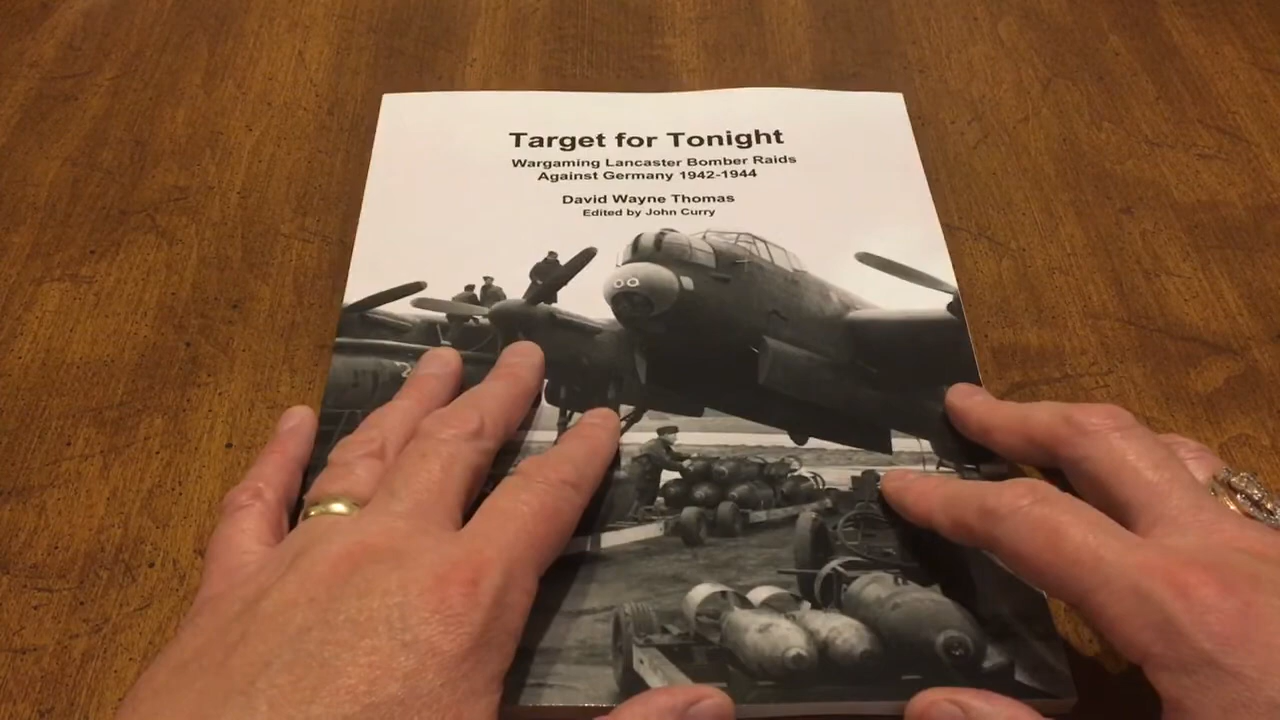 Target for Tonight
Wargaming Lancaster Bomber Raids
Against Germany 1942-1944
David Wayne Thomas
Edited by John Curry